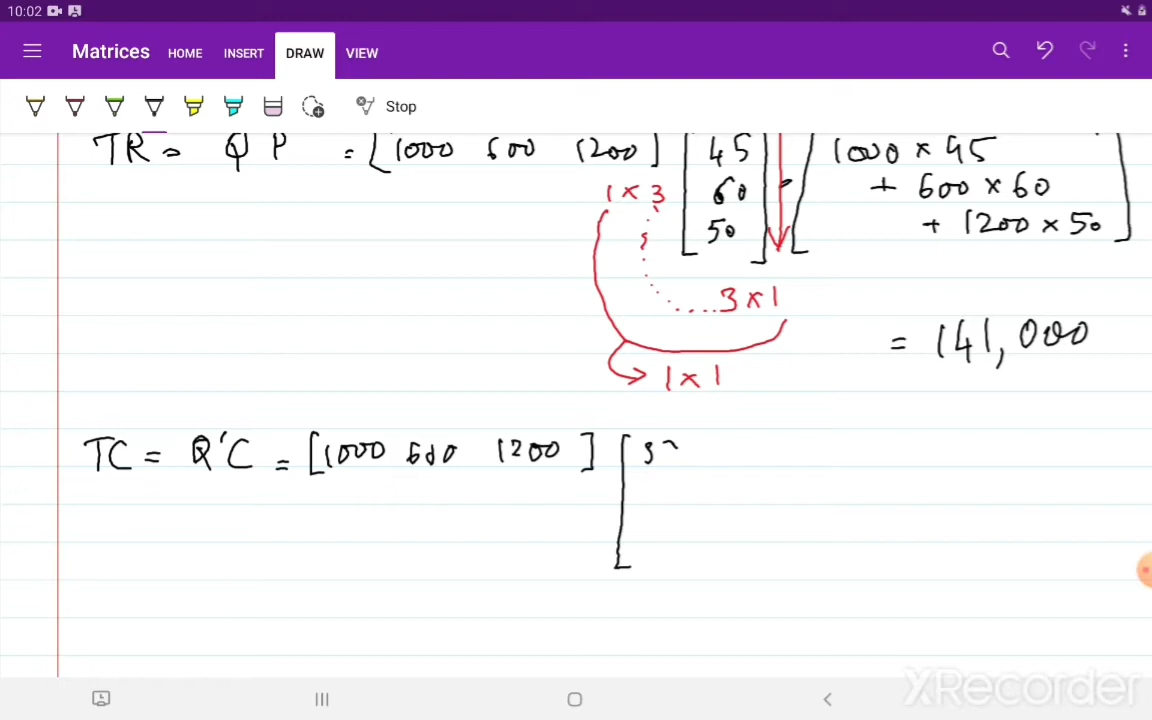 10:02
Matrices HOME INSERT DRAW VIEW
Stop
TR = Q P = [1000 600 1200] [45 60 50] = [1000 × 45
+ 600 × 60
+ 1200 × 50]
1 × 3
3 × 1
1 × 1
= 141,000
TC = Q'C = [1000 600 1200] [
XRecorder